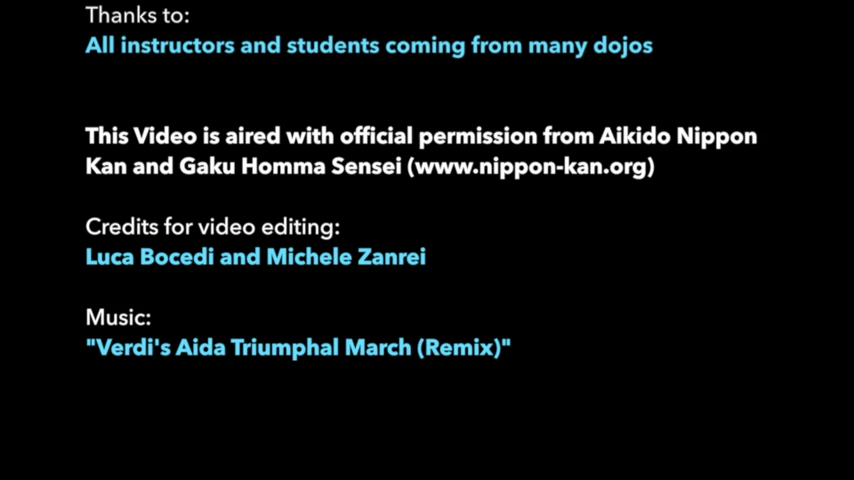 Thanks to:
All instructors and students coming from many dojos
This Video is aired with official permission from Aikido Nippon
Kan and Gaku Homma Sensei (www.nippon-kan.org)
Credits for video editing:
Luca Bocedi and Michele Zanrei
Music:
"Verdi's Aida Triumphal March (Remix)"